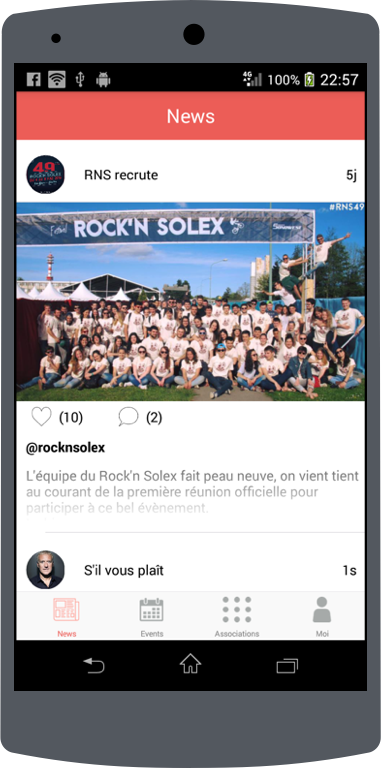 4G 100% 22:57
News
49
RNS recrute 5j
#RNS49
Festival ROCK'N SOLEX
♡ (10) (2)
@rocknsolex
L'équipe du Rock'n Solex fait peau neuve, on vient tient
au courant de la première réunion officielle pour
participer à ce bel évènement.
S'il vous plaît 1s
News Events Associations Moi